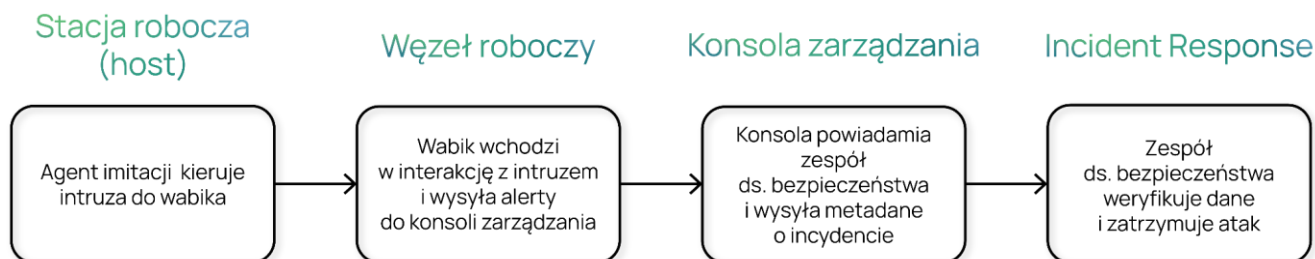 Stacja robocza
(host)
Węzeł roboczy
Konsola zarządzania
Incident Response
Agent imitacji kieruje
intruza do wabika
Wabik wchodzi
w interakcję z intruzem
i wysyła alerty
do konsoli zarządzania
Konsola powiadamia
zespół
ds. bezpieczeństwa
i wysyła metadane
o incydencie
Zespół
ds. bezpieczeństwa
weryfikuje dane
i zatrzymuje atak